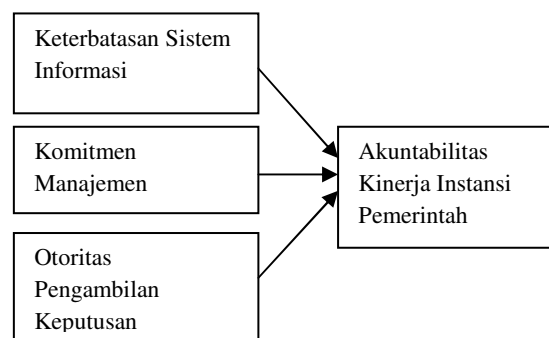 Keterbatasan Sistem
Informasi
Komitmen
Manajemen
Otoritas
Pengambilan
Keputusan
Akuntabilitas
Kinerja Instansi
Pemerintah